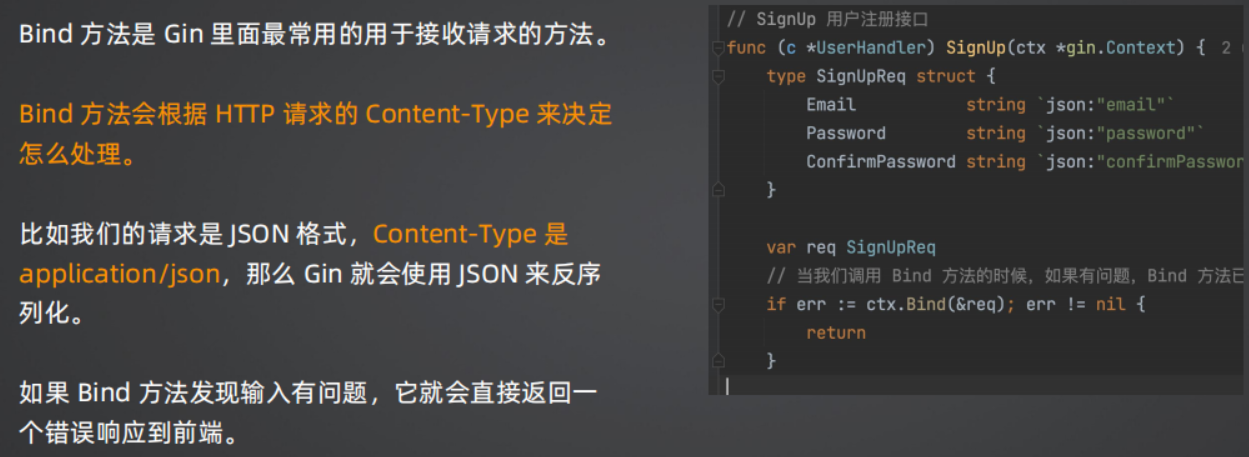 Bind 方法是 Gin 里面最常用的用于接收请求的方法。
Bind 方法会根据 HTTP 请求的 Content-Type 来决定
怎么处理。
比如我们的请求是 JSON 格式，Content-Type 是
application/json，那么 Gin 就会使用 JSON 来反序
列化。
如果 Bind 方法发现输入有问题，它就会直接返回一
个错误响应到前端。
// SignUp 用户注册接口
func (c *UserHandler) SignUp(ctx *gin.Context) { 2
type SignUpReq struct {
Email string `json:"email"`
Password string `json:"password"`
ConfirmPassword string `json:"confirmPasswor
}
var req SignUpReq
// 当我们调用 Bind 方法的时候，如果有问题，Bind 方法已
if err := ctx.Bind(&req); err != nil {
return
}